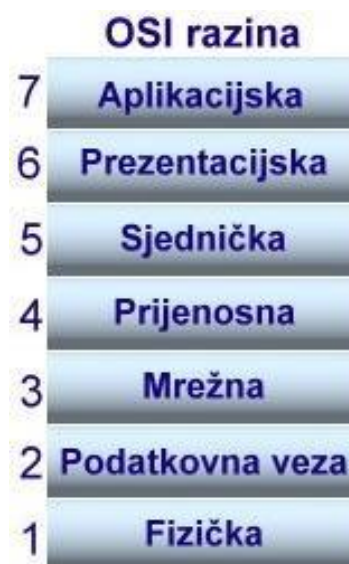 OSI razina
7 Aplikacijska
6 Prezentacijska
5 Sjednička
4 Prijenosna
3 Mrežna
2 Podatkovna veza
1 Fizička